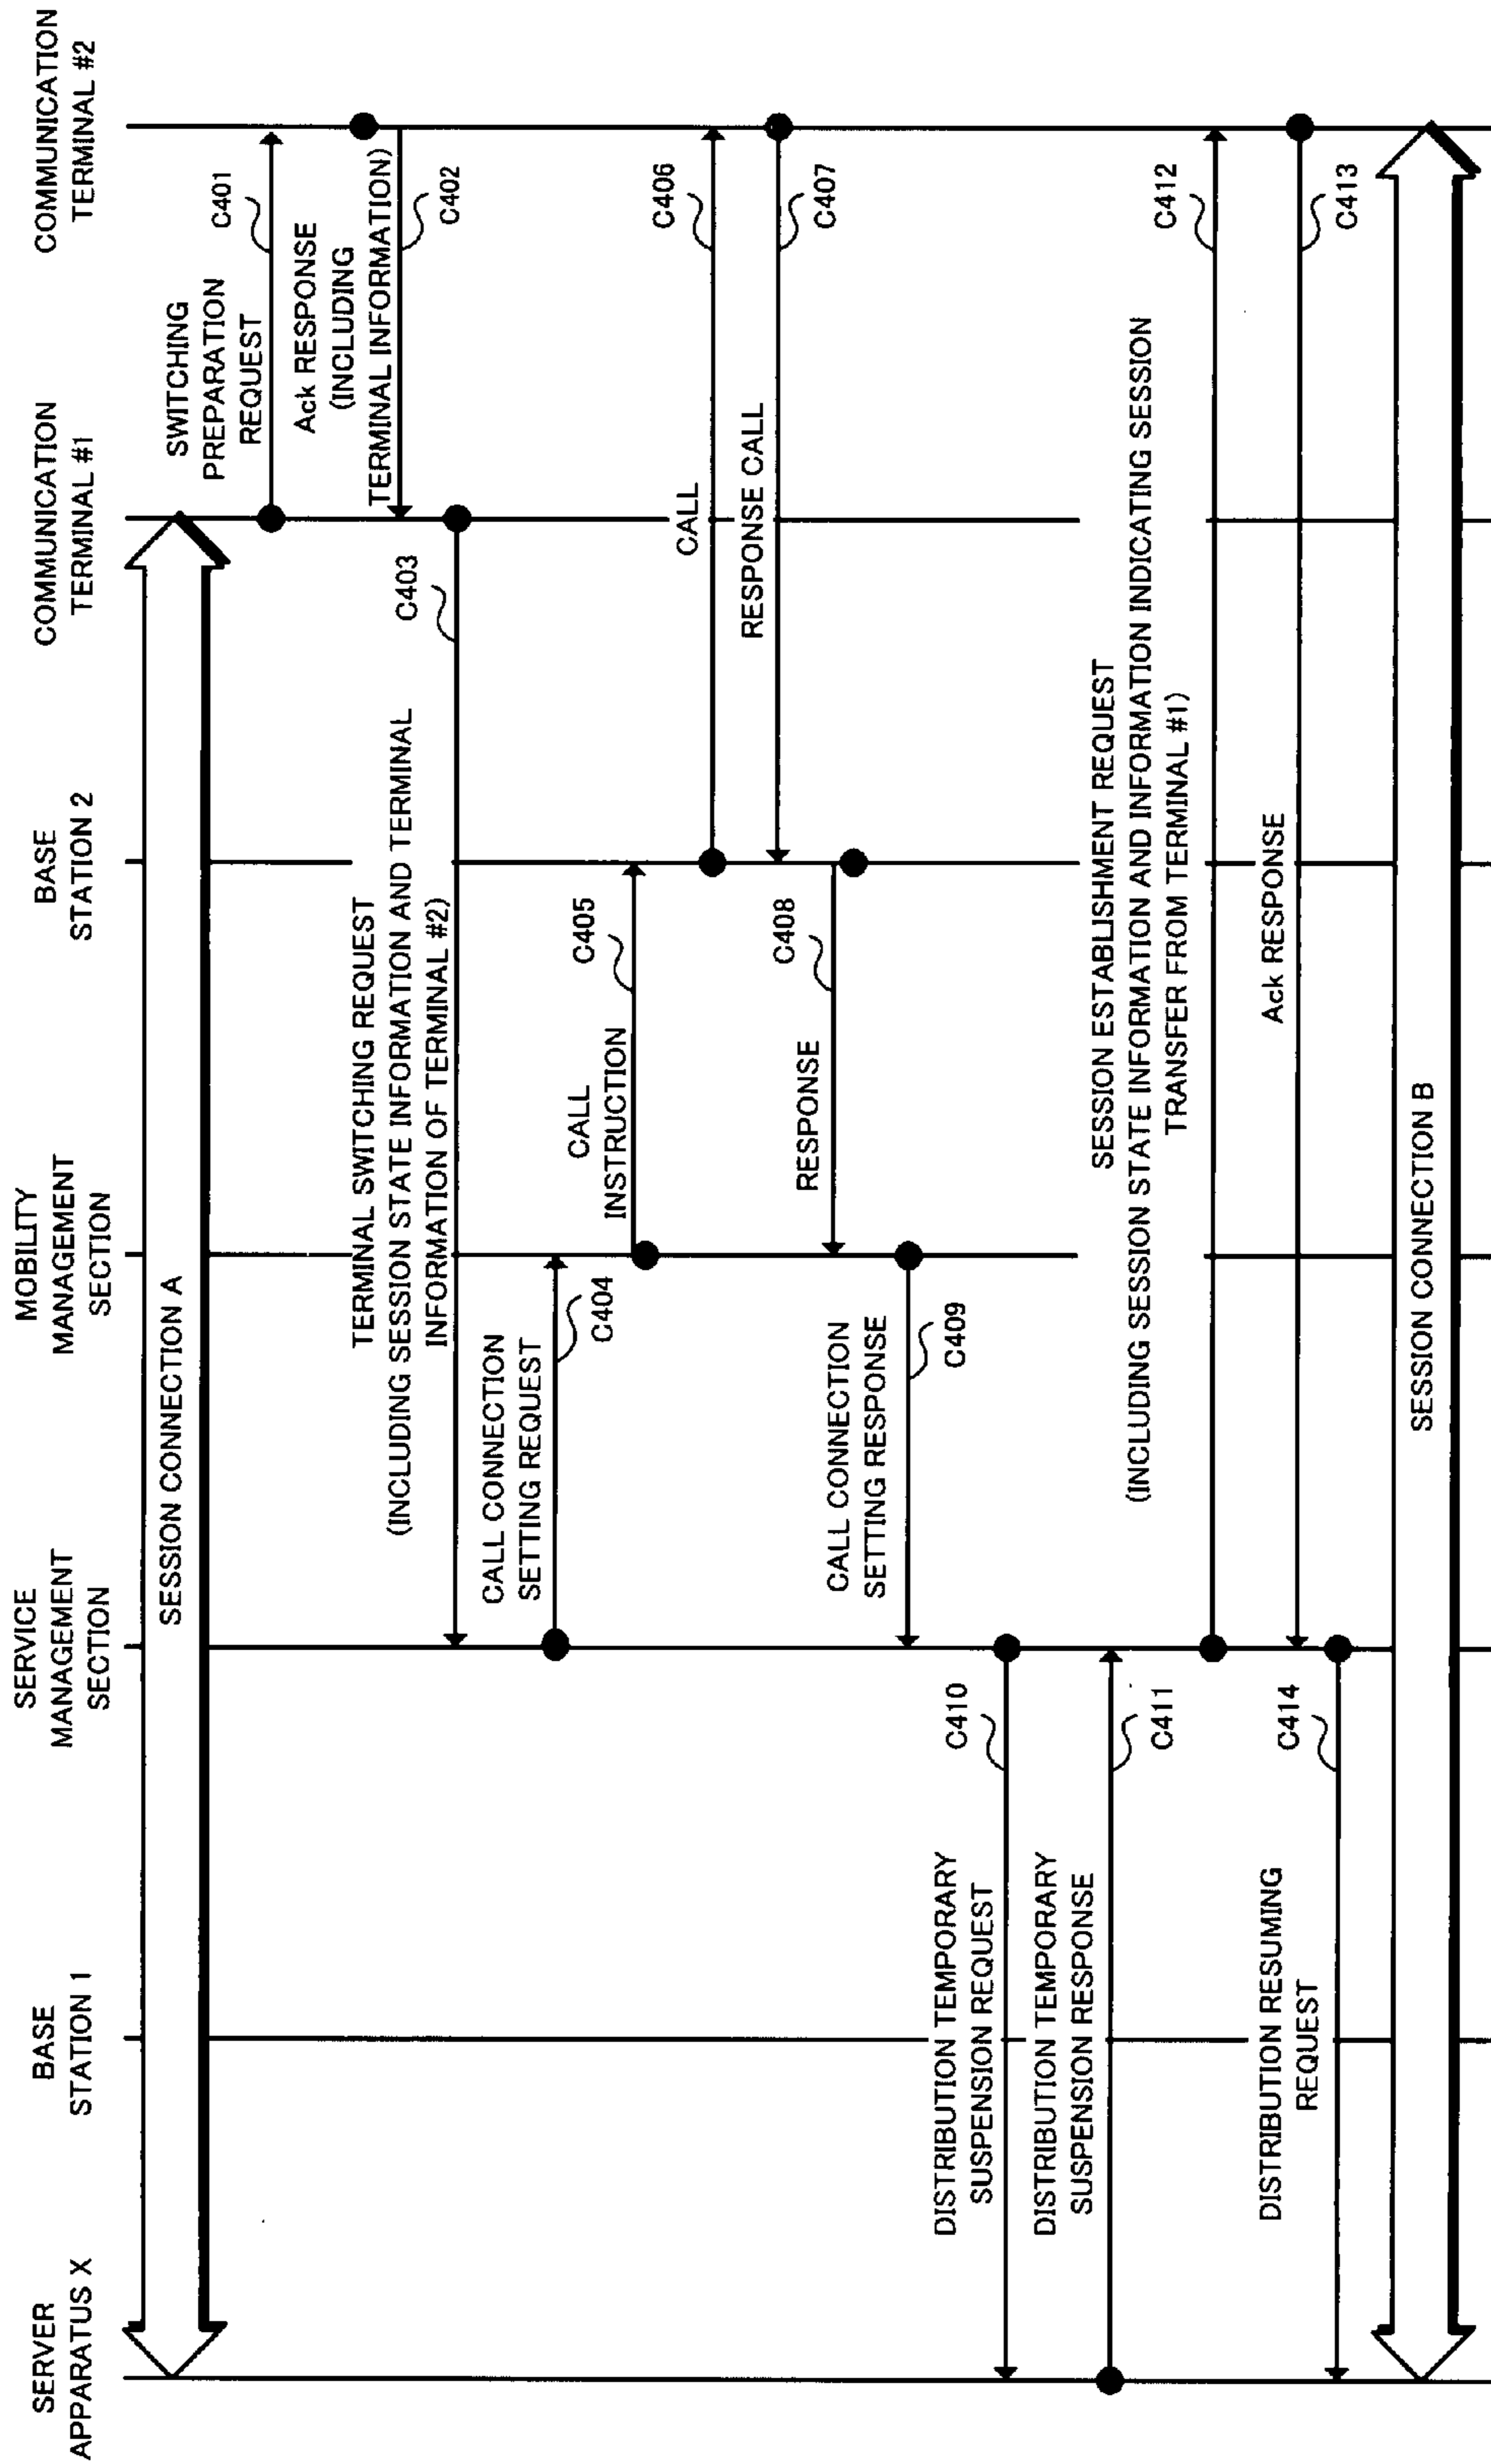 SERVER
APPARATUS X
BASE
STATION 1
SERVICE
MANAGEMENT
SECTION
MOBILITY
MANAGEMENT
SECTION
BASE
STATION 2
COMMUNICATION
TERMINAL #1
COMMUNICATION
TERMINAL #2
SESSION CONNECTION A
SWITCHING
PREPARATION
REQUEST
C401
Ack RESPONSE
(INCLUDING
TERMINAL INFORMATION)
C402
TERMINAL SWITCHING REQUEST
(INCLUDING SESSION STATE INFORMATION AND TERMINAL
INFORMATION OF TERMINAL #2)
C403
CALL CONNECTION
SETTING REQUEST
C404
CALL
INSTRUCTION
C405
CALL
C406
RESPONSE CALL
C407
RESPONSE
C408
CALL CONNECTION
SETTING RESPONSE
C409
DISTRIBUTION TEMPORARY
SUSPENSION REQUEST
C410
DISTRIBUTION TEMPORARY
SUSPENSION RESPONSE
C411
SESSION ESTABLISHMENT REQUEST
(INCLUDING SESSION STATE INFORMATION AND INFORMATION INDICATING SESSION
TRANSFER FROM TERMINAL #1)
C412
Ack RESPONSE
C413
DISTRIBUTION RESUMING
REQUEST
C414
SESSION CONNECTION B